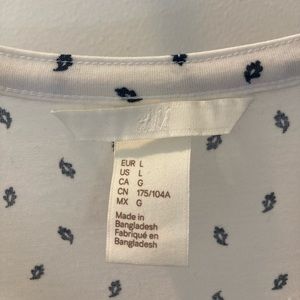 H&M
EUR L
US L
CA G
CN 175/104A
MX G
Made in
Bangladesh
Fabriqué en
Bangladesh